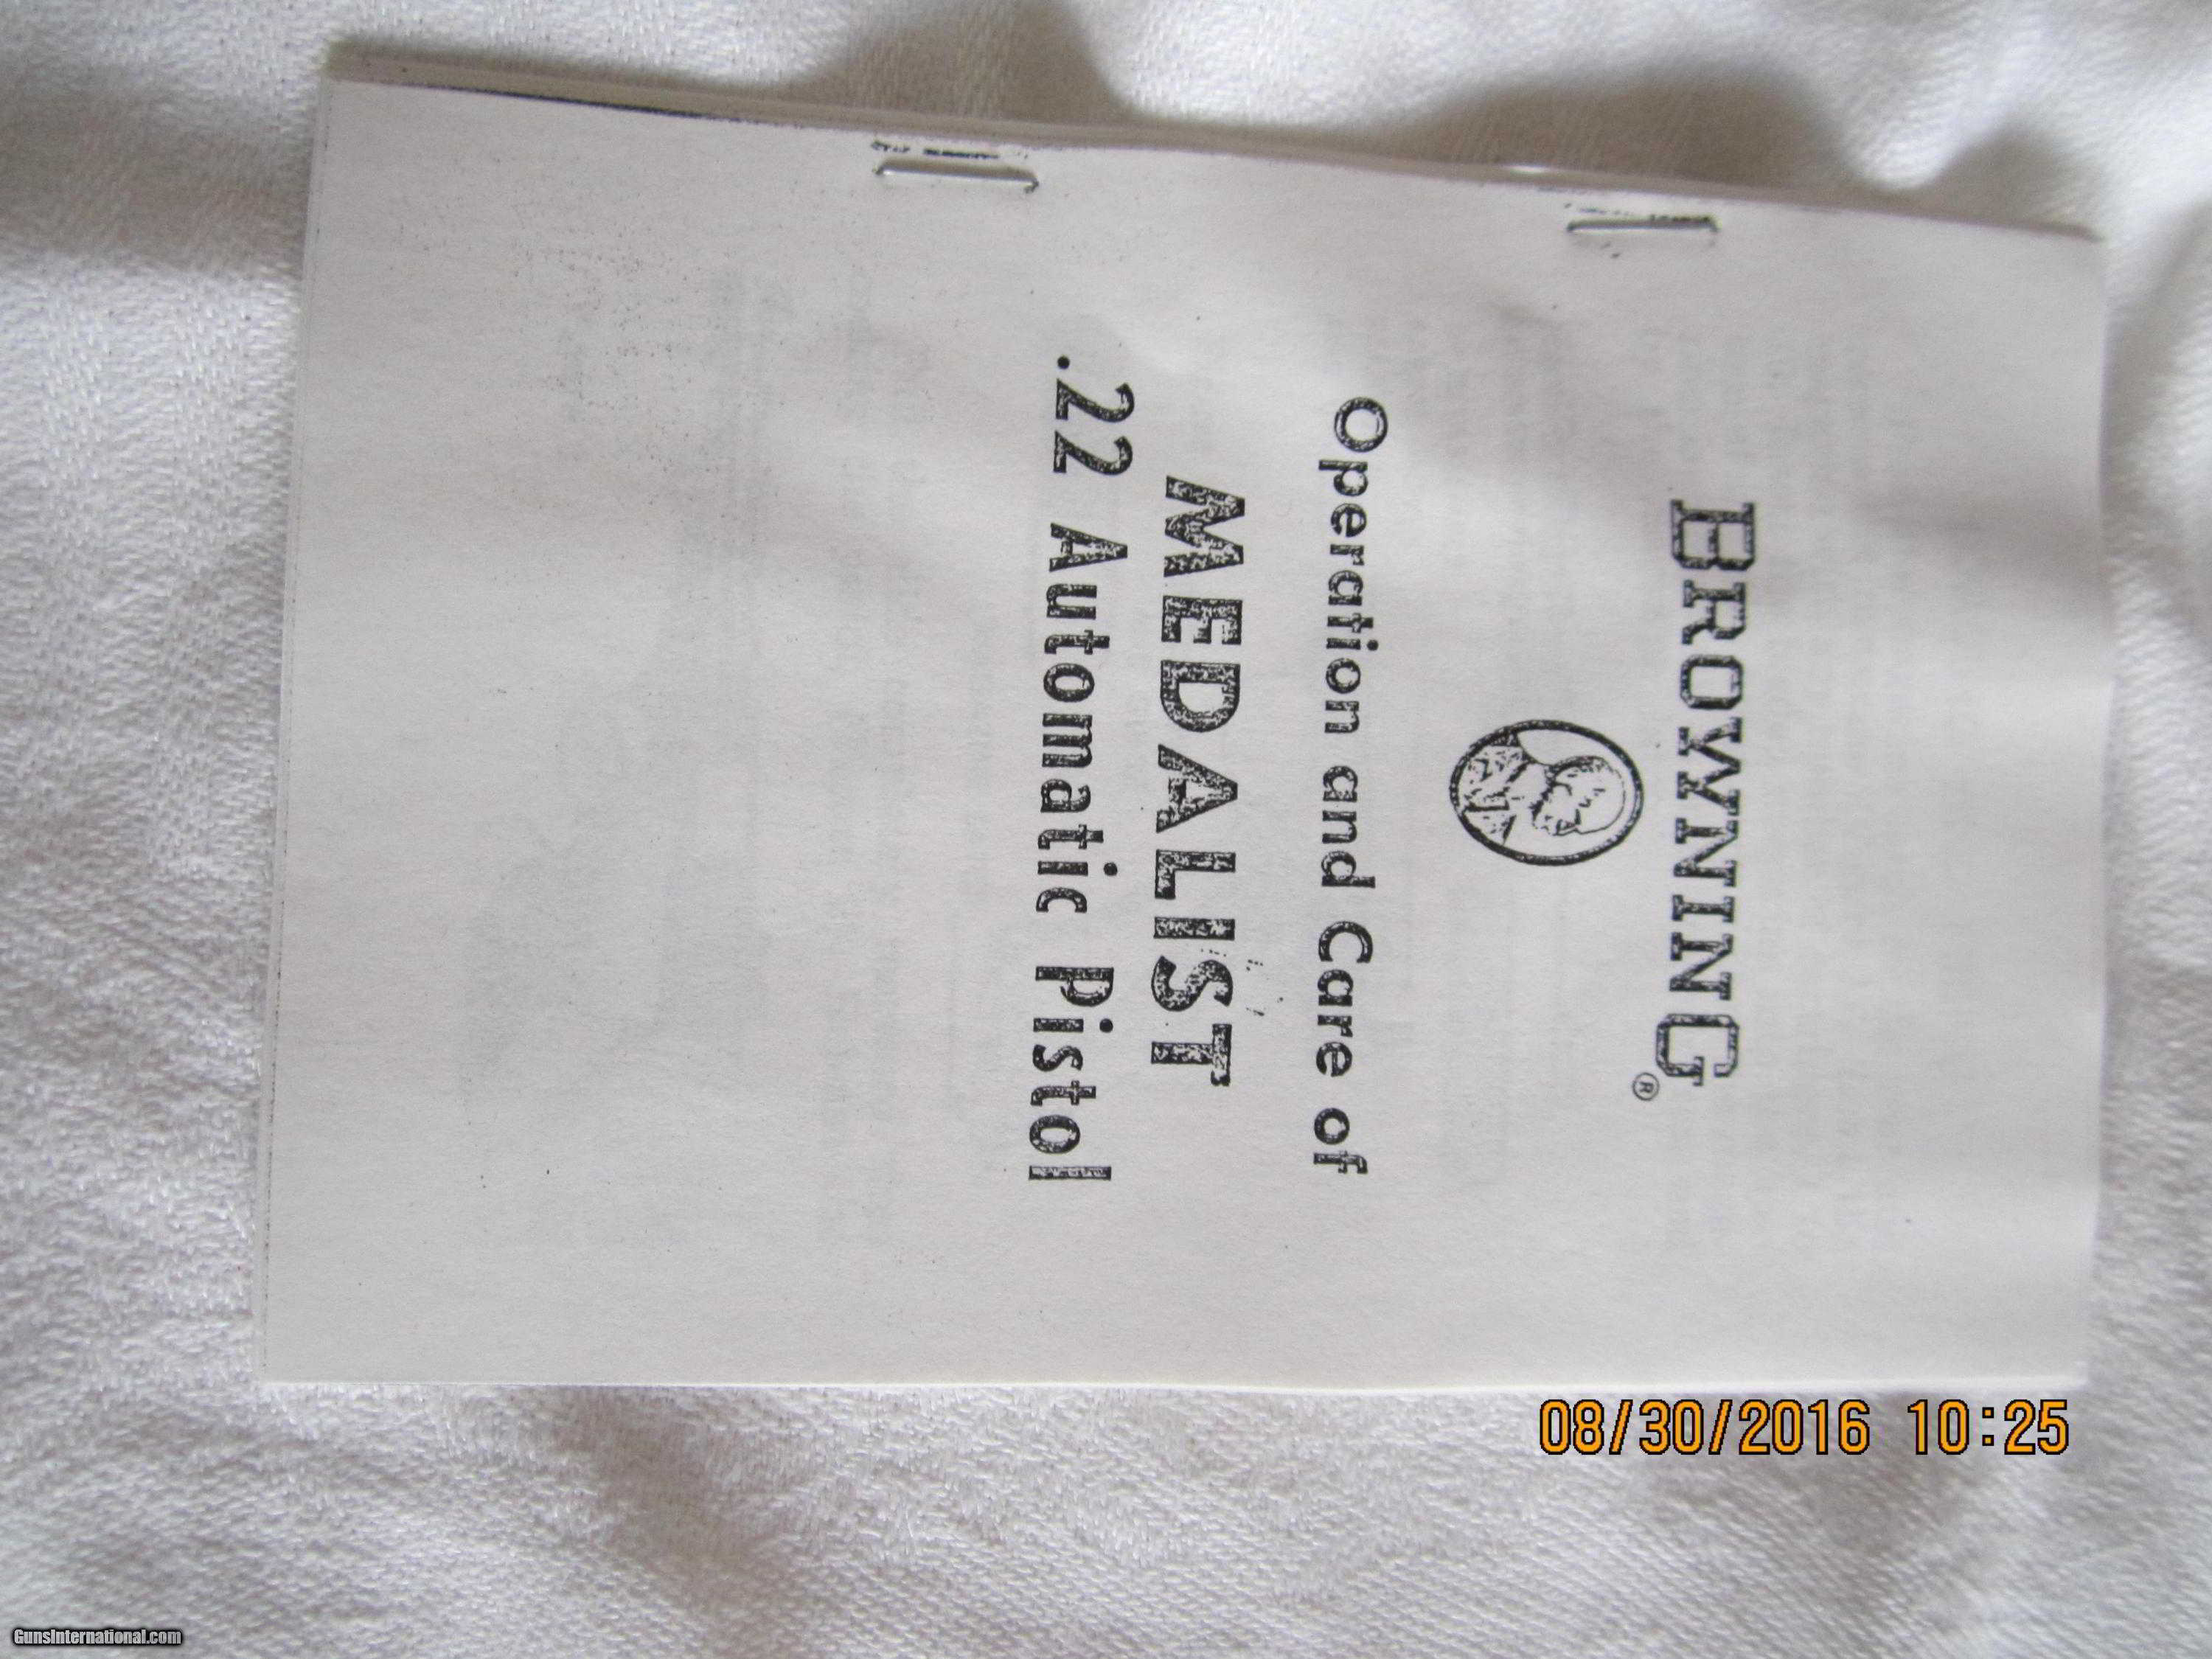 BROWNING®
Operation and Care of
MEDALIST
.22 Automatic Pistol
08/30/2016 10:25
GunsInternational.com